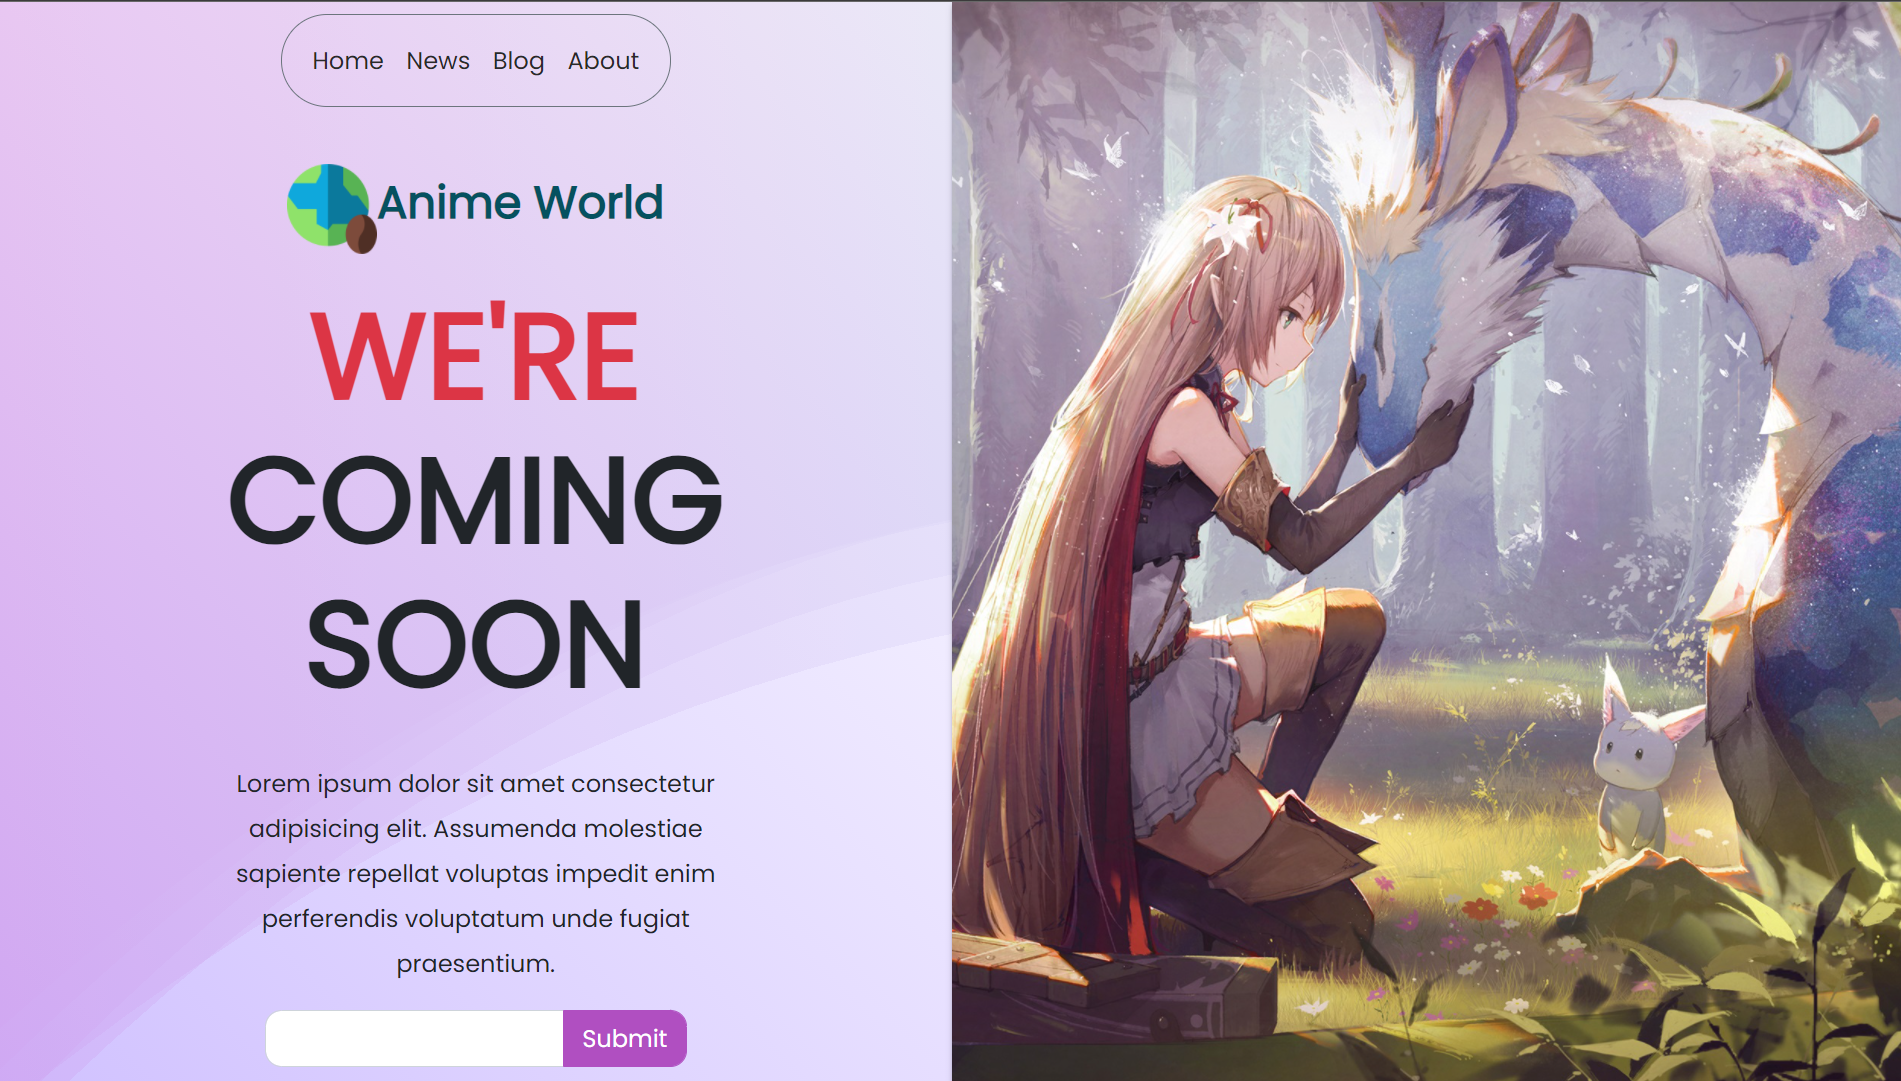 Home News Blog About
Anime World
WE'RE
COMING
SOON
Lorem ipsum dolor sit amet consectetur
adipisicing elit. Assumenda molestiae
sapiente repellat voluptas impedit enim
perferendis voluptatum unde fugiat
praesentium.
Submit